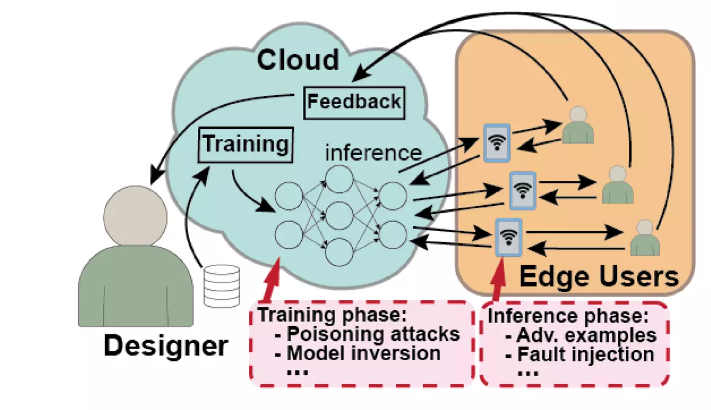 Cloud
Feedback
Training
inference
Edge Users
Designer
Training phase:
- Poisoning attacks
- Model inversion
...
Inference phase:
- Adv. examples
- Fault injection
...